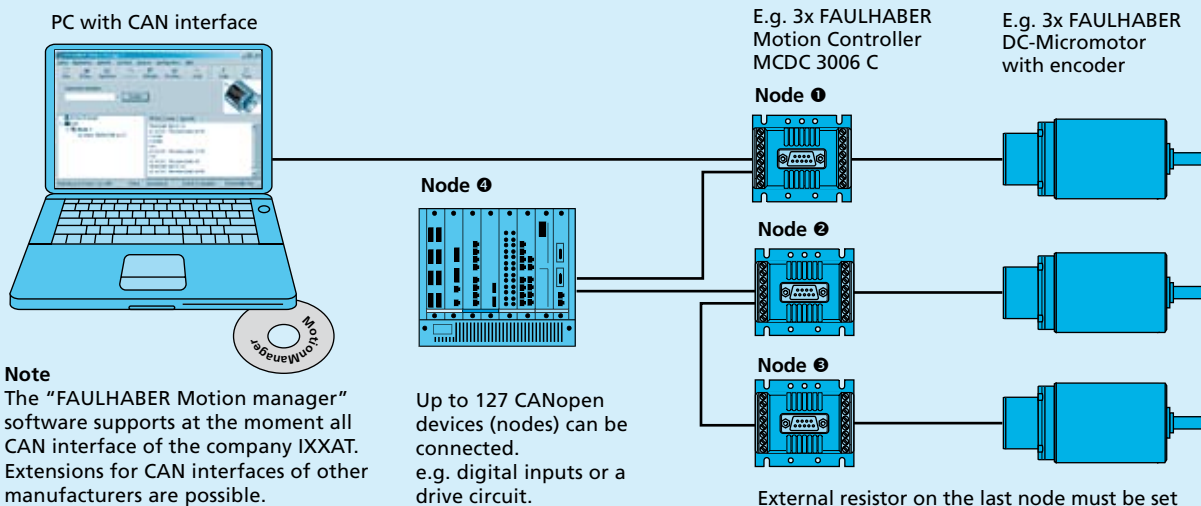 PC with CAN interface
E.g. 3x FAULHABER
Motion Controller
MCDC 3006 C
E.g. 3x FAULHABER
DC-Micromotor
with encoder
Node ❶
Node ❹
Node ❷
Node ❸
MotionManager
Note
The “FAULHABER Motion manager”
software supports at the moment all
CAN interface of the company IXXAT.
Extensions for CAN interfaces of other
manufacturers are possible.
Up to 127 CANopen
devices (nodes) can be
connected.
e.g. digital inputs or a
drive circuit.
External resistor on the last node must be set